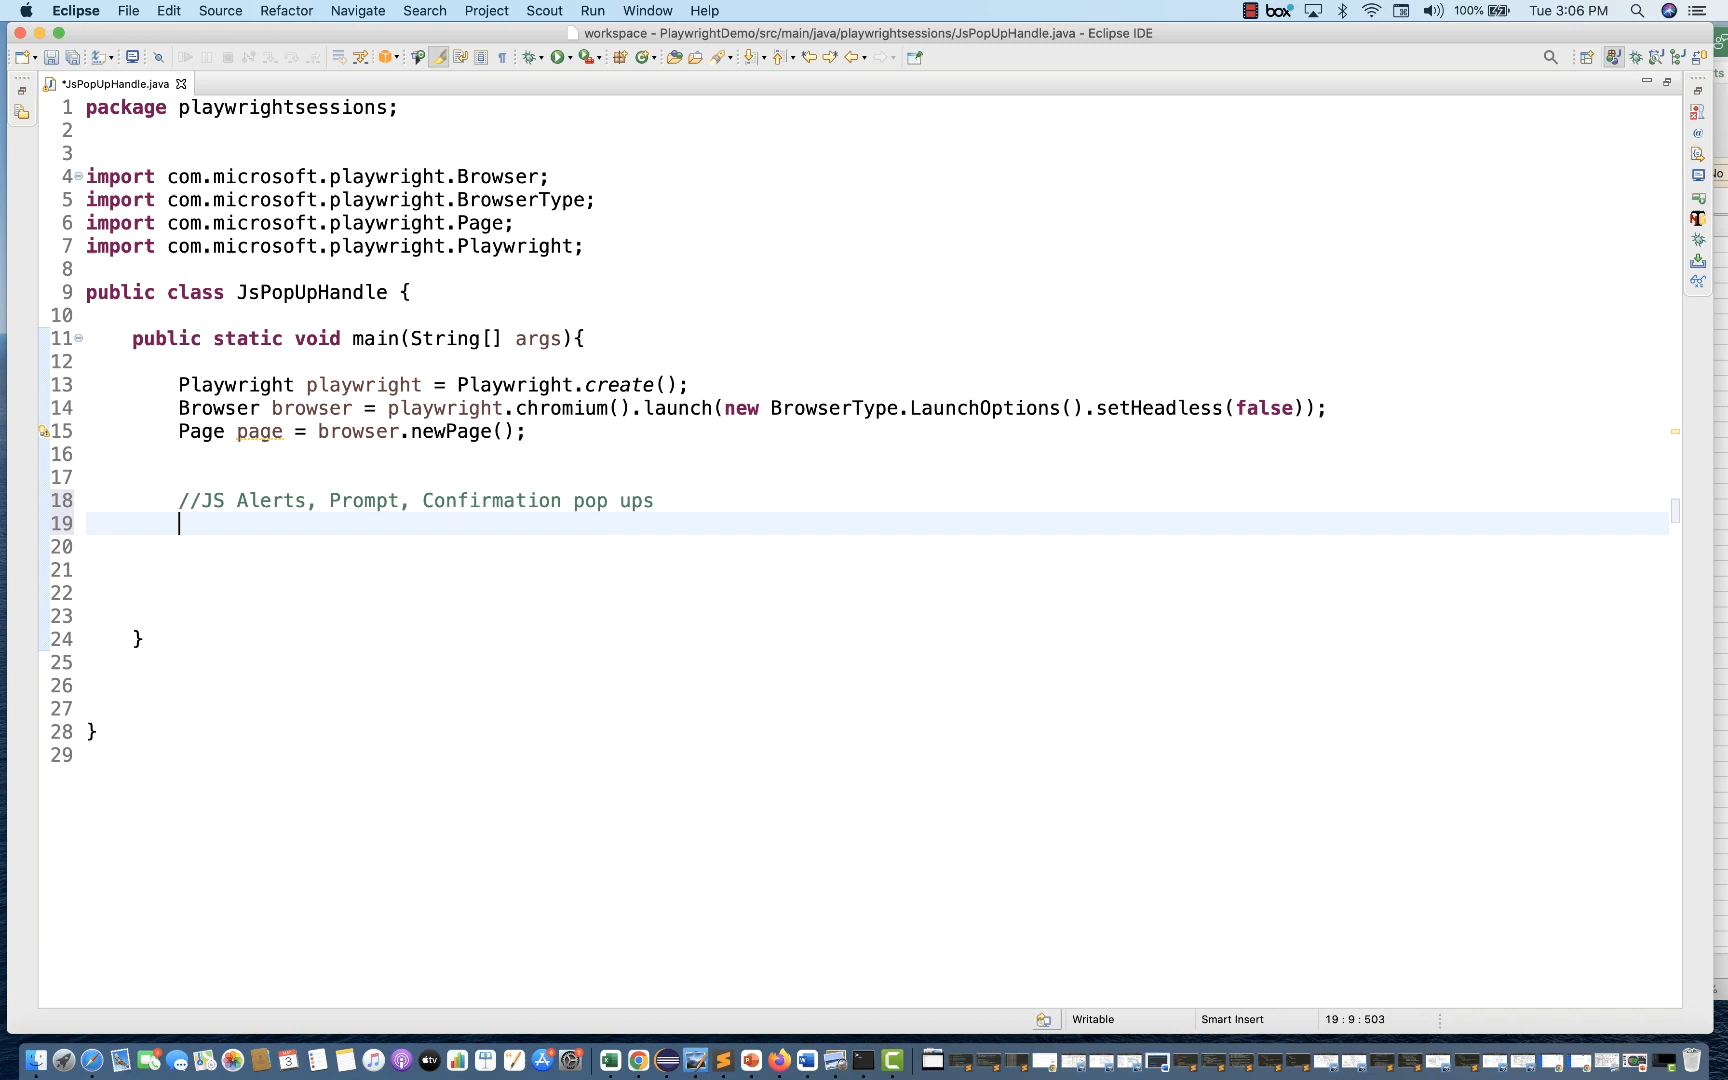 Eclipse File Edit Source Refactor Navigate Search Project Scout Run Window Help box 100% Tue 3:06 PM
workspace - PlaywrightDemo/src/main/java/playwrightsessions/JsPopUpHandle.java - Eclipse IDE
*JsPopUpHandle.java
1 package playwrightsessions;
2
3
4 import com.microsoft.playwright.Browser;
5 import com.microsoft.playwright.BrowserType;
6 import com.microsoft.playwright.Page;
7 import com.microsoft.playwright.Playwright;
8
9 public class JsPopUpHandle {
10
11 public static void main(String[] args){
12
13 Playwright playwright = Playwright.create();
14 Browser browser = playwright.chromium().launch(new BrowserType.LaunchOptions().setHeadless(false));
15 Page page = browser.newPage();
16
17
18 //JS Alerts, Prompt, Confirmation pop ups
19
20
21
22
23
24 }
25
26
27
28 }
29
Writable Smart Insert 19 : 9 : 503